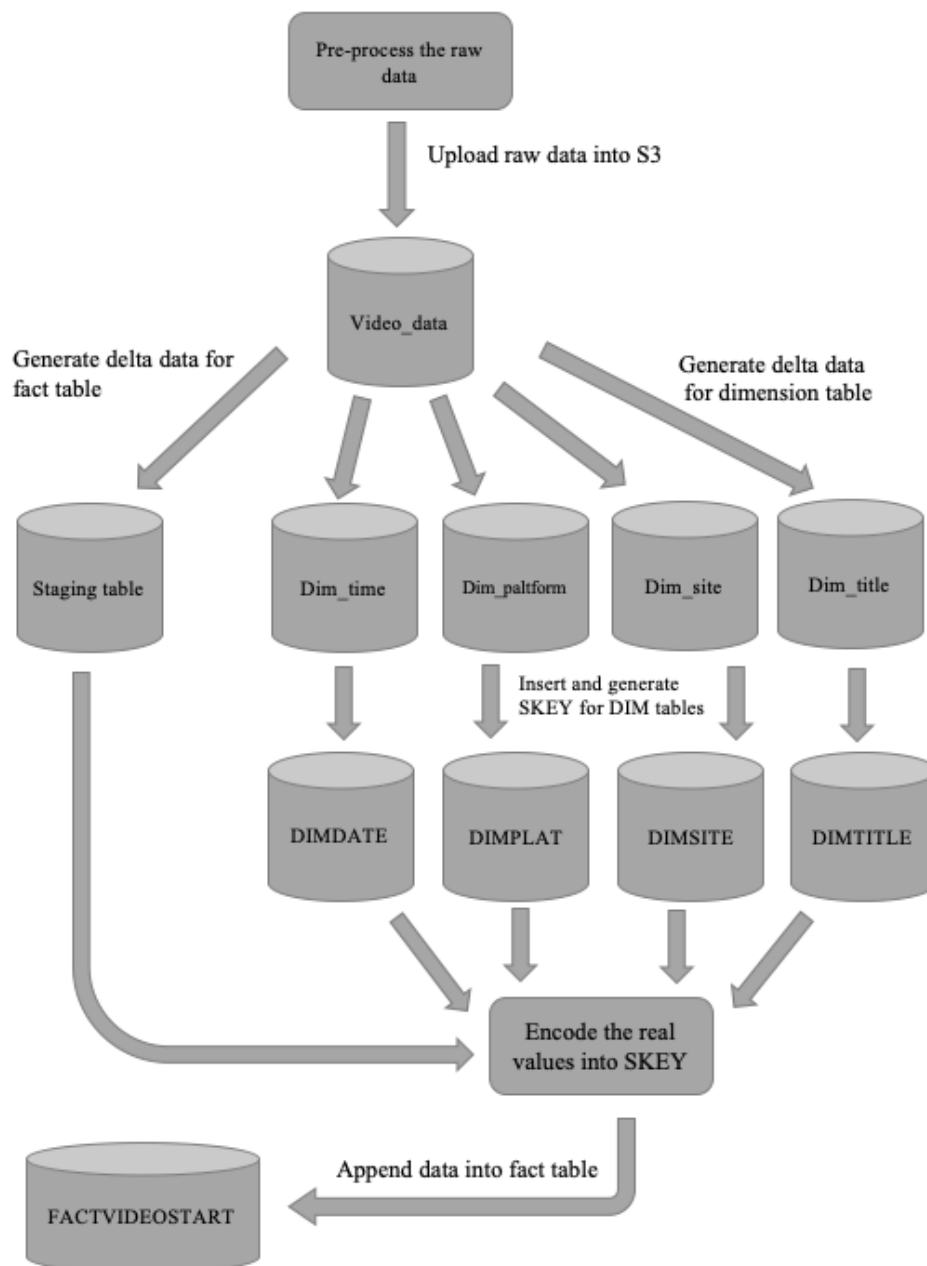 Pre-process the raw
data
Upload raw data into S3
Video_data
Generate delta data for
fact table
Generate delta data
for dimension table
Staging table
Dim_time
Dim_paltform
Dim_site
Dim_title
Insert and generate
SKEY for DIM tables
DIMDATE
DIMPLAT
DIMSITE
DIMTITLE
Encode the real
values into SKEY
Append data into fact table
FACTVIDEOSTART